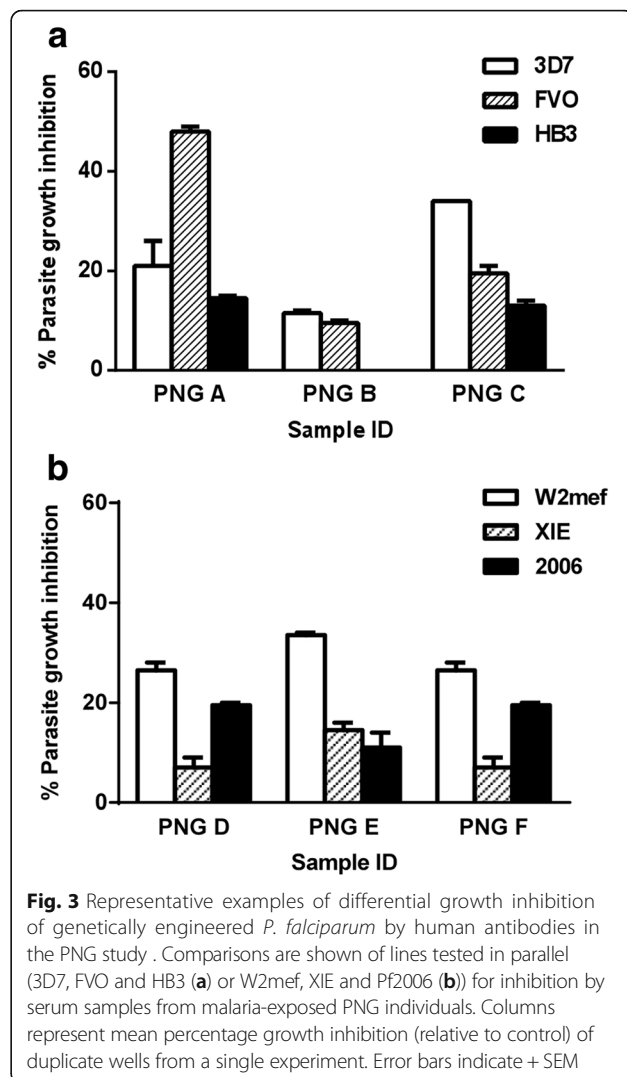 a
60
40
20
0
% Parasite growth inhibition
3D7
FVO
HB3
PNG A PNG B PNG C
Sample ID
b
60
40
20
0
% Parasite growth inhibition
W2mef
XIE
2006
PNG D PNG E PNG F
Sample ID
Fig. 3 Representative examples of differential growth inhibition
of genetically engineered P. falciparum by human antibodies in
the PNG study . Comparisons are shown of lines tested in parallel
(3D7, FVO and HB3 (a) or W2mef, XIE and Pf2006 (b)) for inhibition by
serum samples from malaria-exposed PNG individuals. Columns
represent mean percentage growth inhibition (relative to control) of
duplicate wells from a single experiment. Error bars indicate + SEM